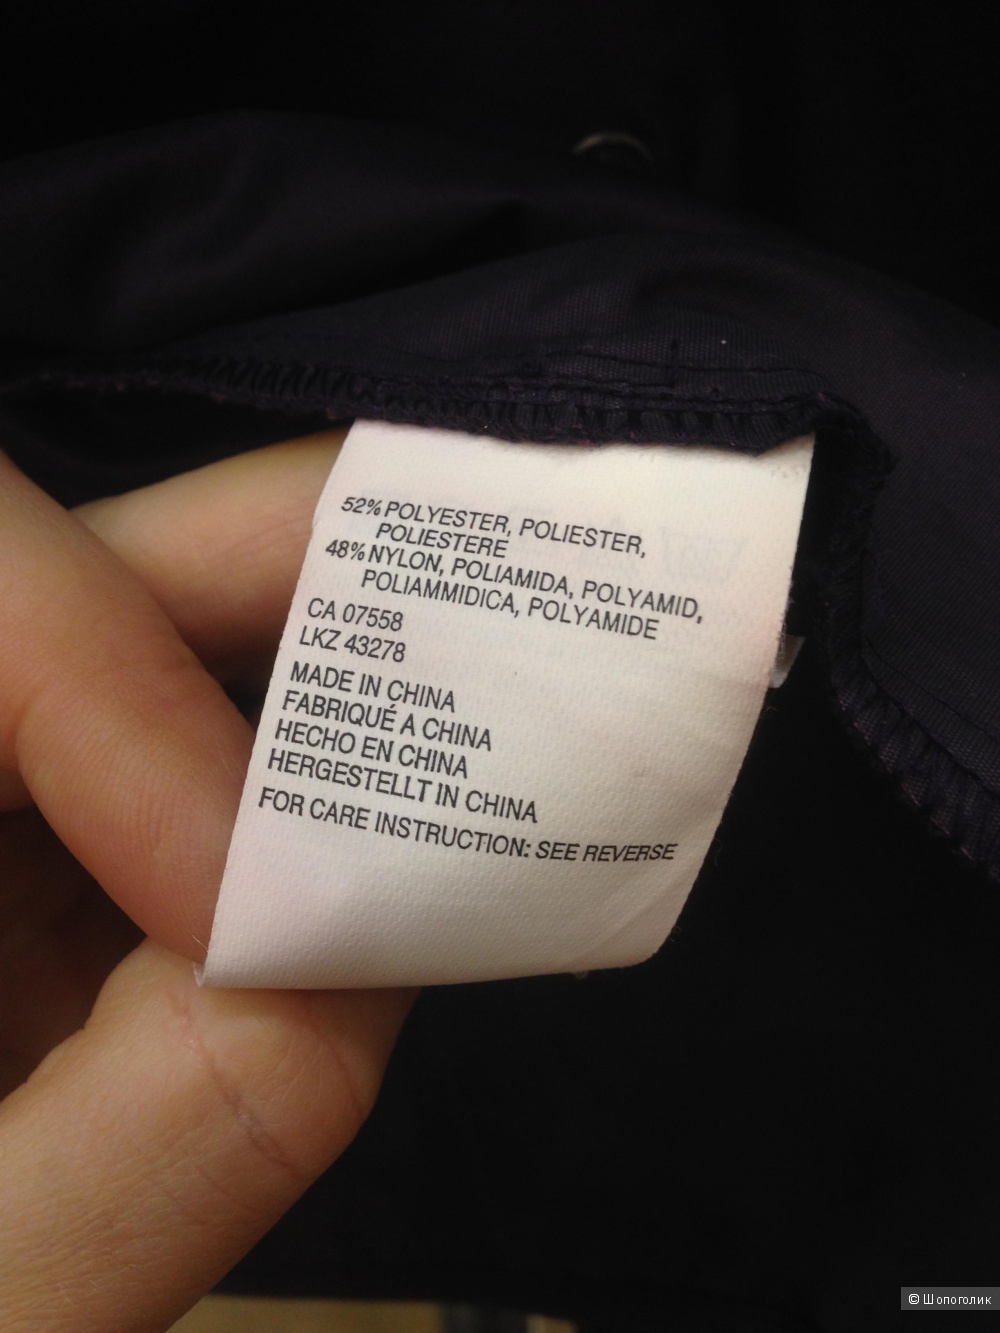 52% POLYESTER, POLIESTER,
POLIESTERE
48% NYLON, POLIAMIDA, POLYAMID,
POLIAMMIDICA, POLYAMIDE
CA 07558
LKZ 43278
MADE IN CHINA
FABRIQUÉ A CHINA
HECHO EN CHINA
HERGESTELLT IN CHINA
FOR CARE INSTRUCTION: SEE REVERSE
© Шопоголик